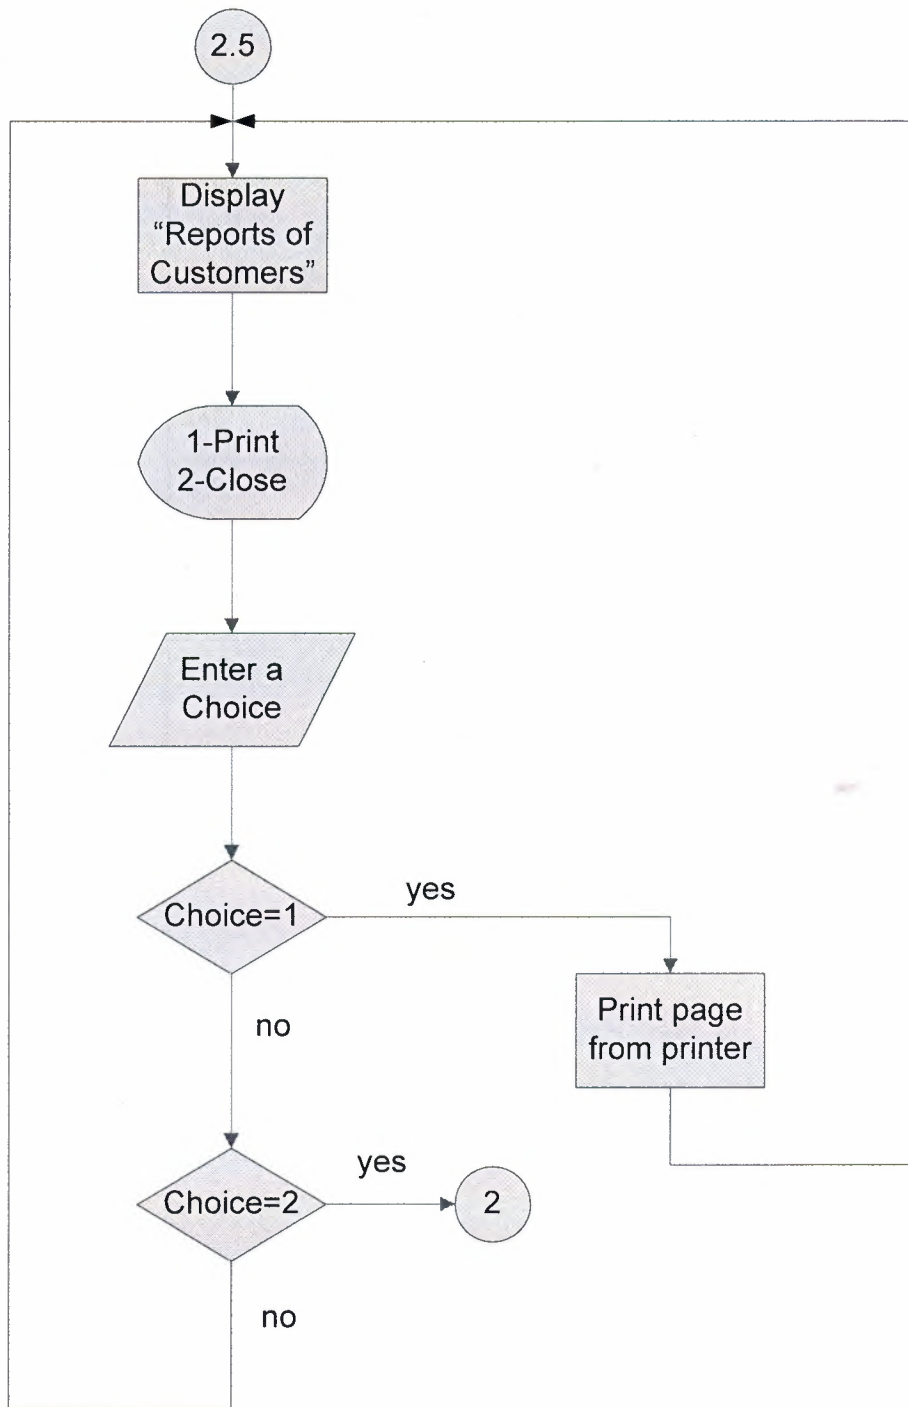 2.5
Display
“Reports of
Customers”
1-Print
2-Close
Enter a
Choice
Choice=1
yes
Print page
from printer
no
Choice=2
yes
2
no